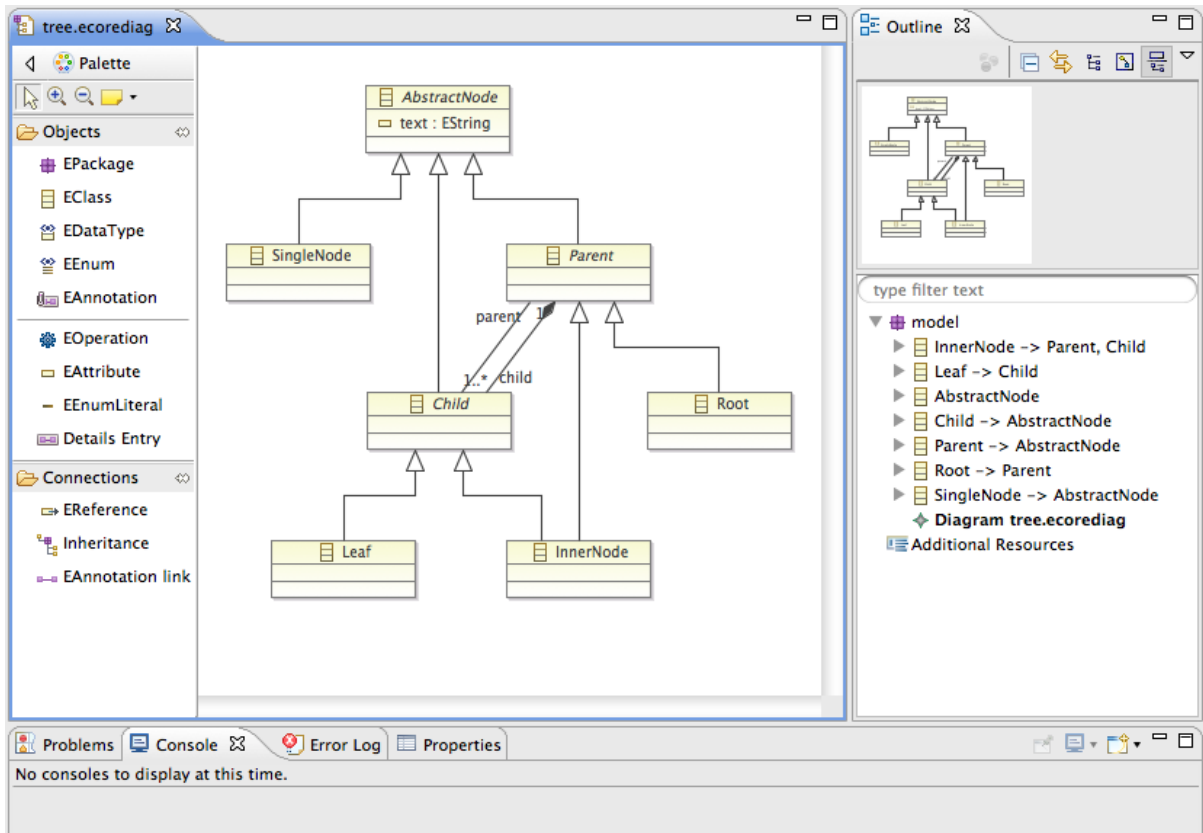 tree.ecorediag
Palette
Objects
EPackage
EClass
EDataType
EEnum
EAnnotation
EOperation
EAttribute
EEnumLiteral
Details Entry
Connections
EReference
Inheritance
EAnnotation link
AbstractNode
text : EString
SingleNode
Parent
parent
1
1..*
child
Child
Root
Leaf
InnerNode
Outline
type filter text
model
InnerNode -> Parent, Child
Leaf -> Child
AbstractNode
Child -> AbstractNode
Parent -> AbstractNode
Root -> Parent
SingleNode -> AbstractNode
Diagram tree.ecorediag
Additional Resources
Problems Console Error Log Properties
No consoles to display at this time.